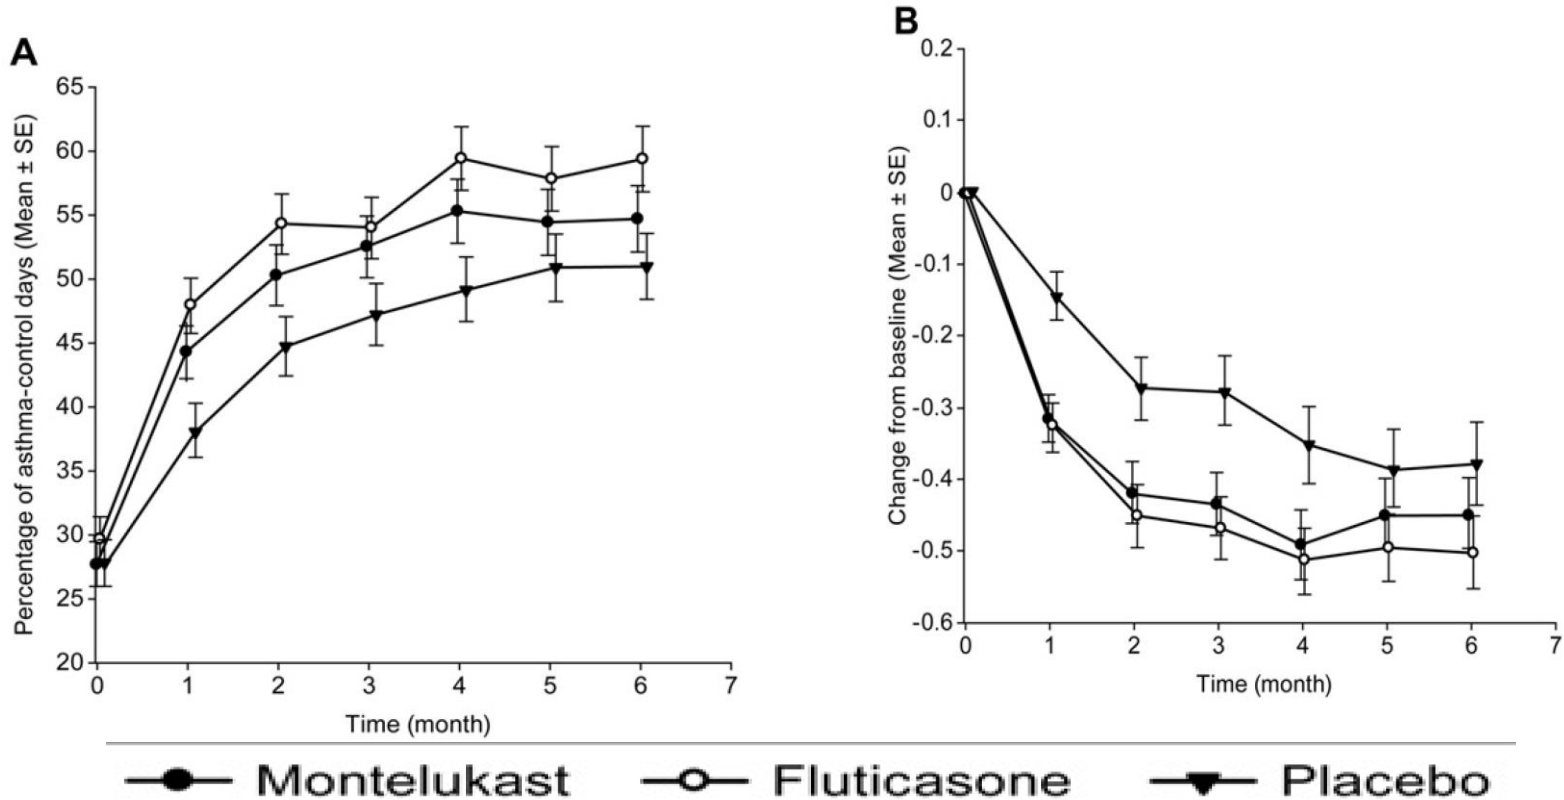 A
Percentage of asthma-control days (Mean ± SE)
65
60
55
50
45
40
35
30
25
20
0 1 2 3 4 5 6 7
Time (month)
B
Change from baseline (Mean ± SE)
0.2
0.1
0
-0.1
-0.2
-0.3
-0.4
-0.5
-0.6
0 1 2 3 4 5 6 7
Time (month)
Montelukast Fluticasone Placebo